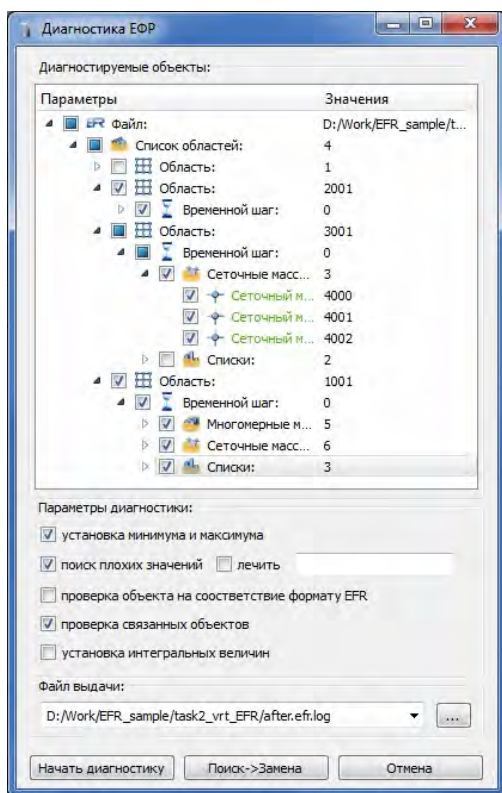 Диагностика ЕФР
Диагностируемые объекты:
Параметры Значения
EFR Файл: D:/Work/EFR_sample/t...
Список областей: 4
Область: 1
Область: 2001
Временной шаг: 0
Область: 3001
Временной шаг: 0
Сеточные масс... 3
Сеточный м... 4000
Сеточный м... 4001
Сеточный м... 4002
Списки: 2
Область: 1001
Временной шаг: 0
Многомерные м... 5
Сеточные масс... 6
Списки: 3
Параметры диагностики:
установка минимума и максимума
поиск плохих значений лечить
проверка объекта на соостветствие формату EFR
проверка связанных объектов
установка интегральных величин
Файл выдачи:
D:/Work/EFR_sample/task2_vrt_EFR/after.efr.log ...
Начать диагностику Поиск->Замена Отмена